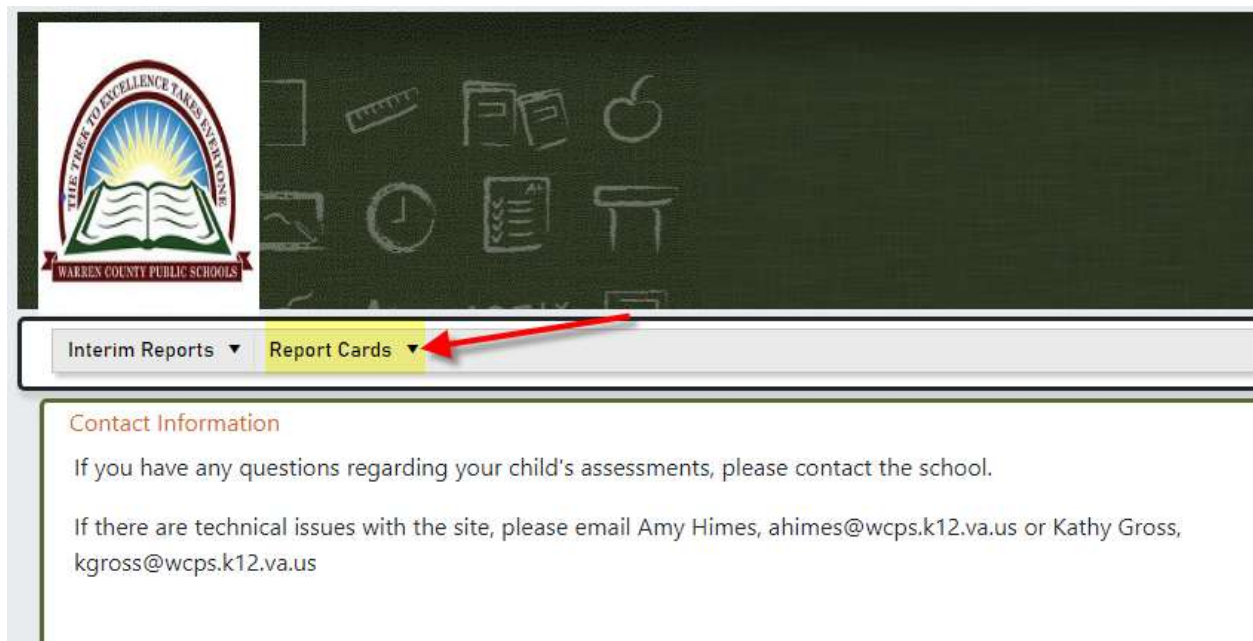 THE TREK TO EXCELLENCE TAKES EVERYONE
WARREN COUNTY PUBLIC SCHOOLS
A+
Interim Reports ▼ Report Cards ▼
Contact Information
If you have any questions regarding your child's assessments, please contact the school.
If there are technical issues with the site, please email Amy Himes, ahimes@wcps.k12.va.us or Kathy Gross,
kgross@wcps.k12.va.us